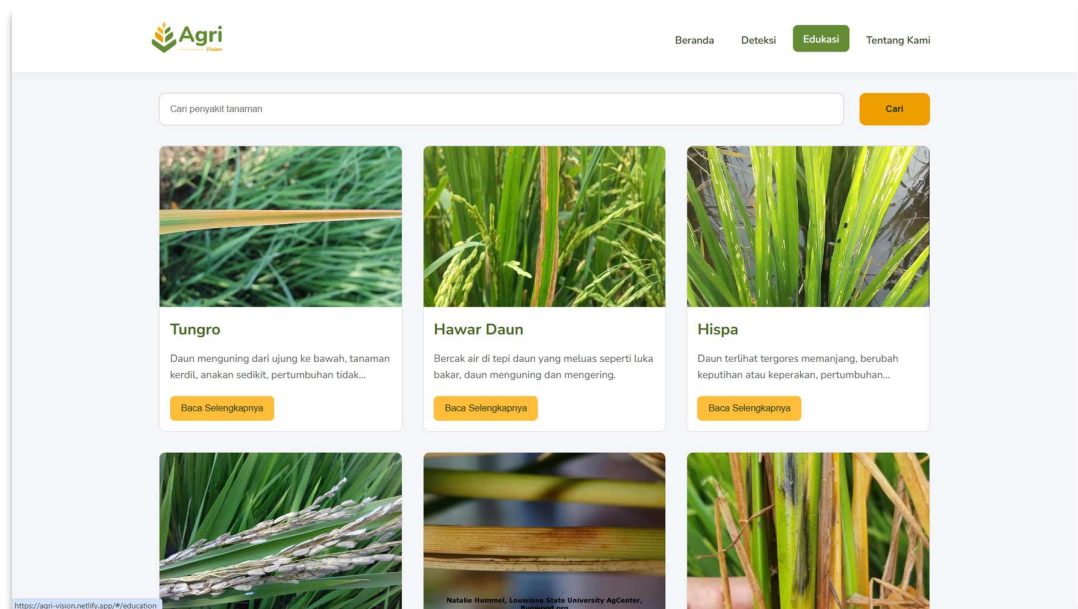 Agri
Vision
Beranda
Deteksi
Edukasi
Tentang Kami
Cari penyakit tanaman
Cari
Tungro
Daun menguning dari ujung ke bawah, tanaman
kerdil, anakan sedikit, pertumbuhan tidak...
Baca Selengkapnya
Hawar Daun
Bercak air di tepi daun yang meluas seperti luka
bakar, daun menguning dan mengering.
Baca Selengkapnya
Hispa
Daun terlihat tergores memanjang, berubah
keputihan atau keperakan, pertumbuhan...
Baca Selengkapnya
Natalie Hummel, Louisiana State University AgCenter,
https://agri-vision.netlify.app/#/education